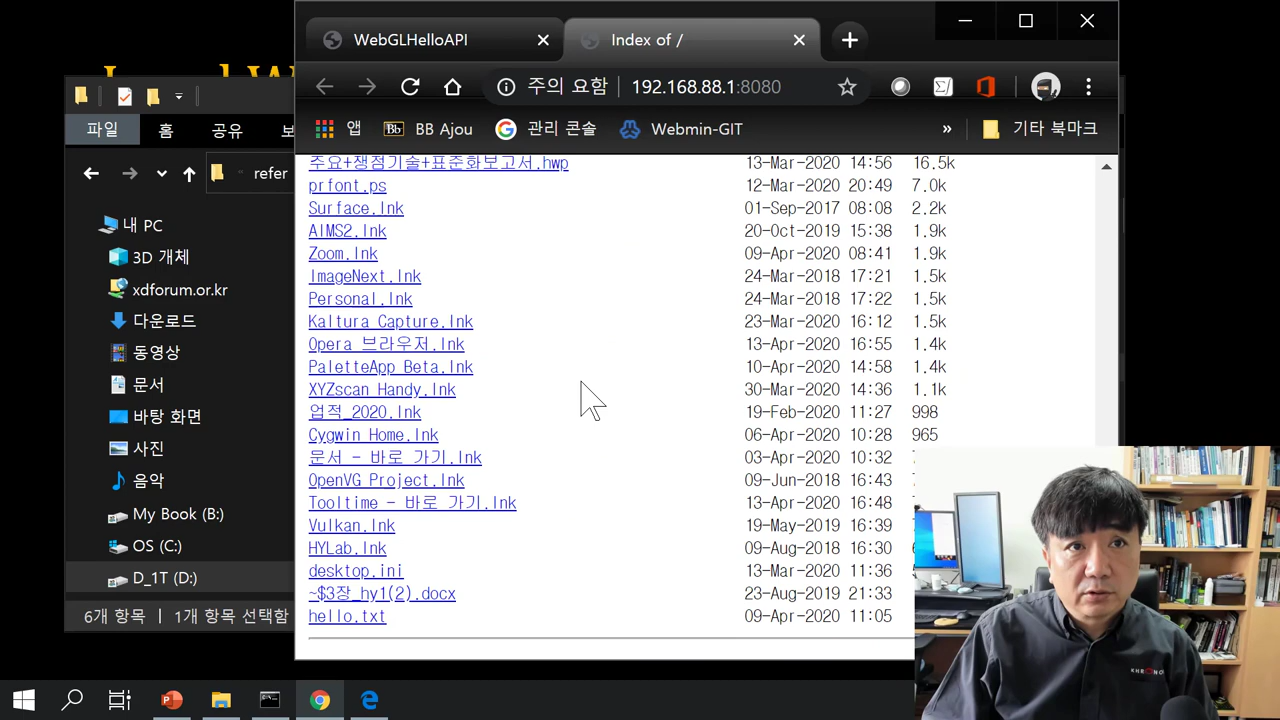 WebGLHelloAPI
Index of /
주의 요함
192.168.88.1:8080
앱
BB Ajou
관리 콘솔
Webmin-GIT
»
기타 북마크
파일
홈
공유
refer
내 PC
3D 개체
xdforum.or.kr
다운로드
동영상
문서
바탕 화면
사진
음악
My Book (B:)
OS (C:)
D_1T (D:)
6개 항목
1개 항목 선택함
주요+쟁점기술+표준화보고서.hwp 13-Mar-2020 14:56 16.5k
prfont.ps 12-Mar-2020 20:49 7.0k
Surface.lnk 01-Sep-2017 08:08 2.2k
AIMS2.lnk 20-Oct-2019 15:38 1.9k
Zoom.lnk 09-Apr-2020 08:41 1.9k
ImageNext.lnk 24-Mar-2018 17:21 1.5k
Personal.lnk 24-Mar-2018 17:22 1.5k
Kaltura Capture.lnk 23-Mar-2020 16:12 1.5k
Opera 브라우저.lnk 13-Apr-2020 16:55 1.4k
PaletteApp Beta.lnk 10-Apr-2020 14:58 1.4k
XYZscan Handy.lnk 30-Mar-2020 14:36 1.1k
업적_2020.lnk 19-Feb-2020 11:27 998
Cygwin Home.lnk 06-Apr-2020 10:28 965
문서 - 바로 가기.lnk 03-Apr-2020 10:32
OpenVG Project.lnk 09-Jun-2018 16:43
Tooltime - 바로 가기.lnk 13-Apr-2020 16:48
Vulkan.lnk 19-May-2019 16:39
HYLab.lnk 09-Aug-2018 16:30
desktop.ini 13-Mar-2020 11:36
~$3장_hy1(2).docx 23-Aug-2019 21:33
hello.txt 09-Apr-2020 11:05